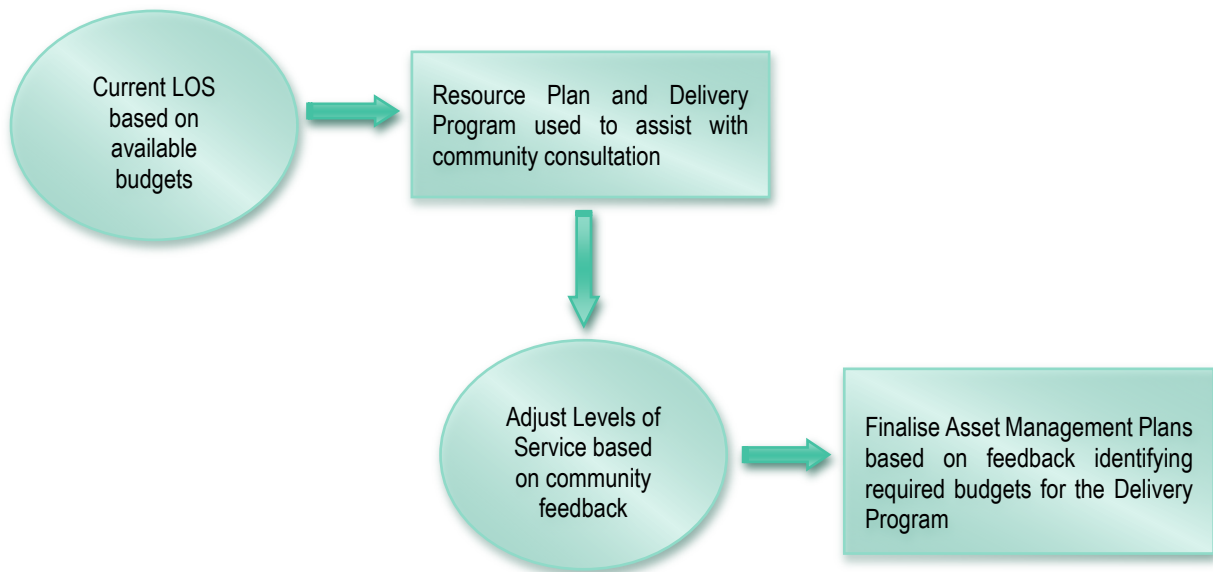 Current LOS
based on
available
budgets
Resource Plan and Delivery
Program used to assist with
community consultation
Adjust Levels of
Service based
on community
feedback
Finalise Asset Management Plans
based on feedback identifying
required budgets for the Delivery
Program